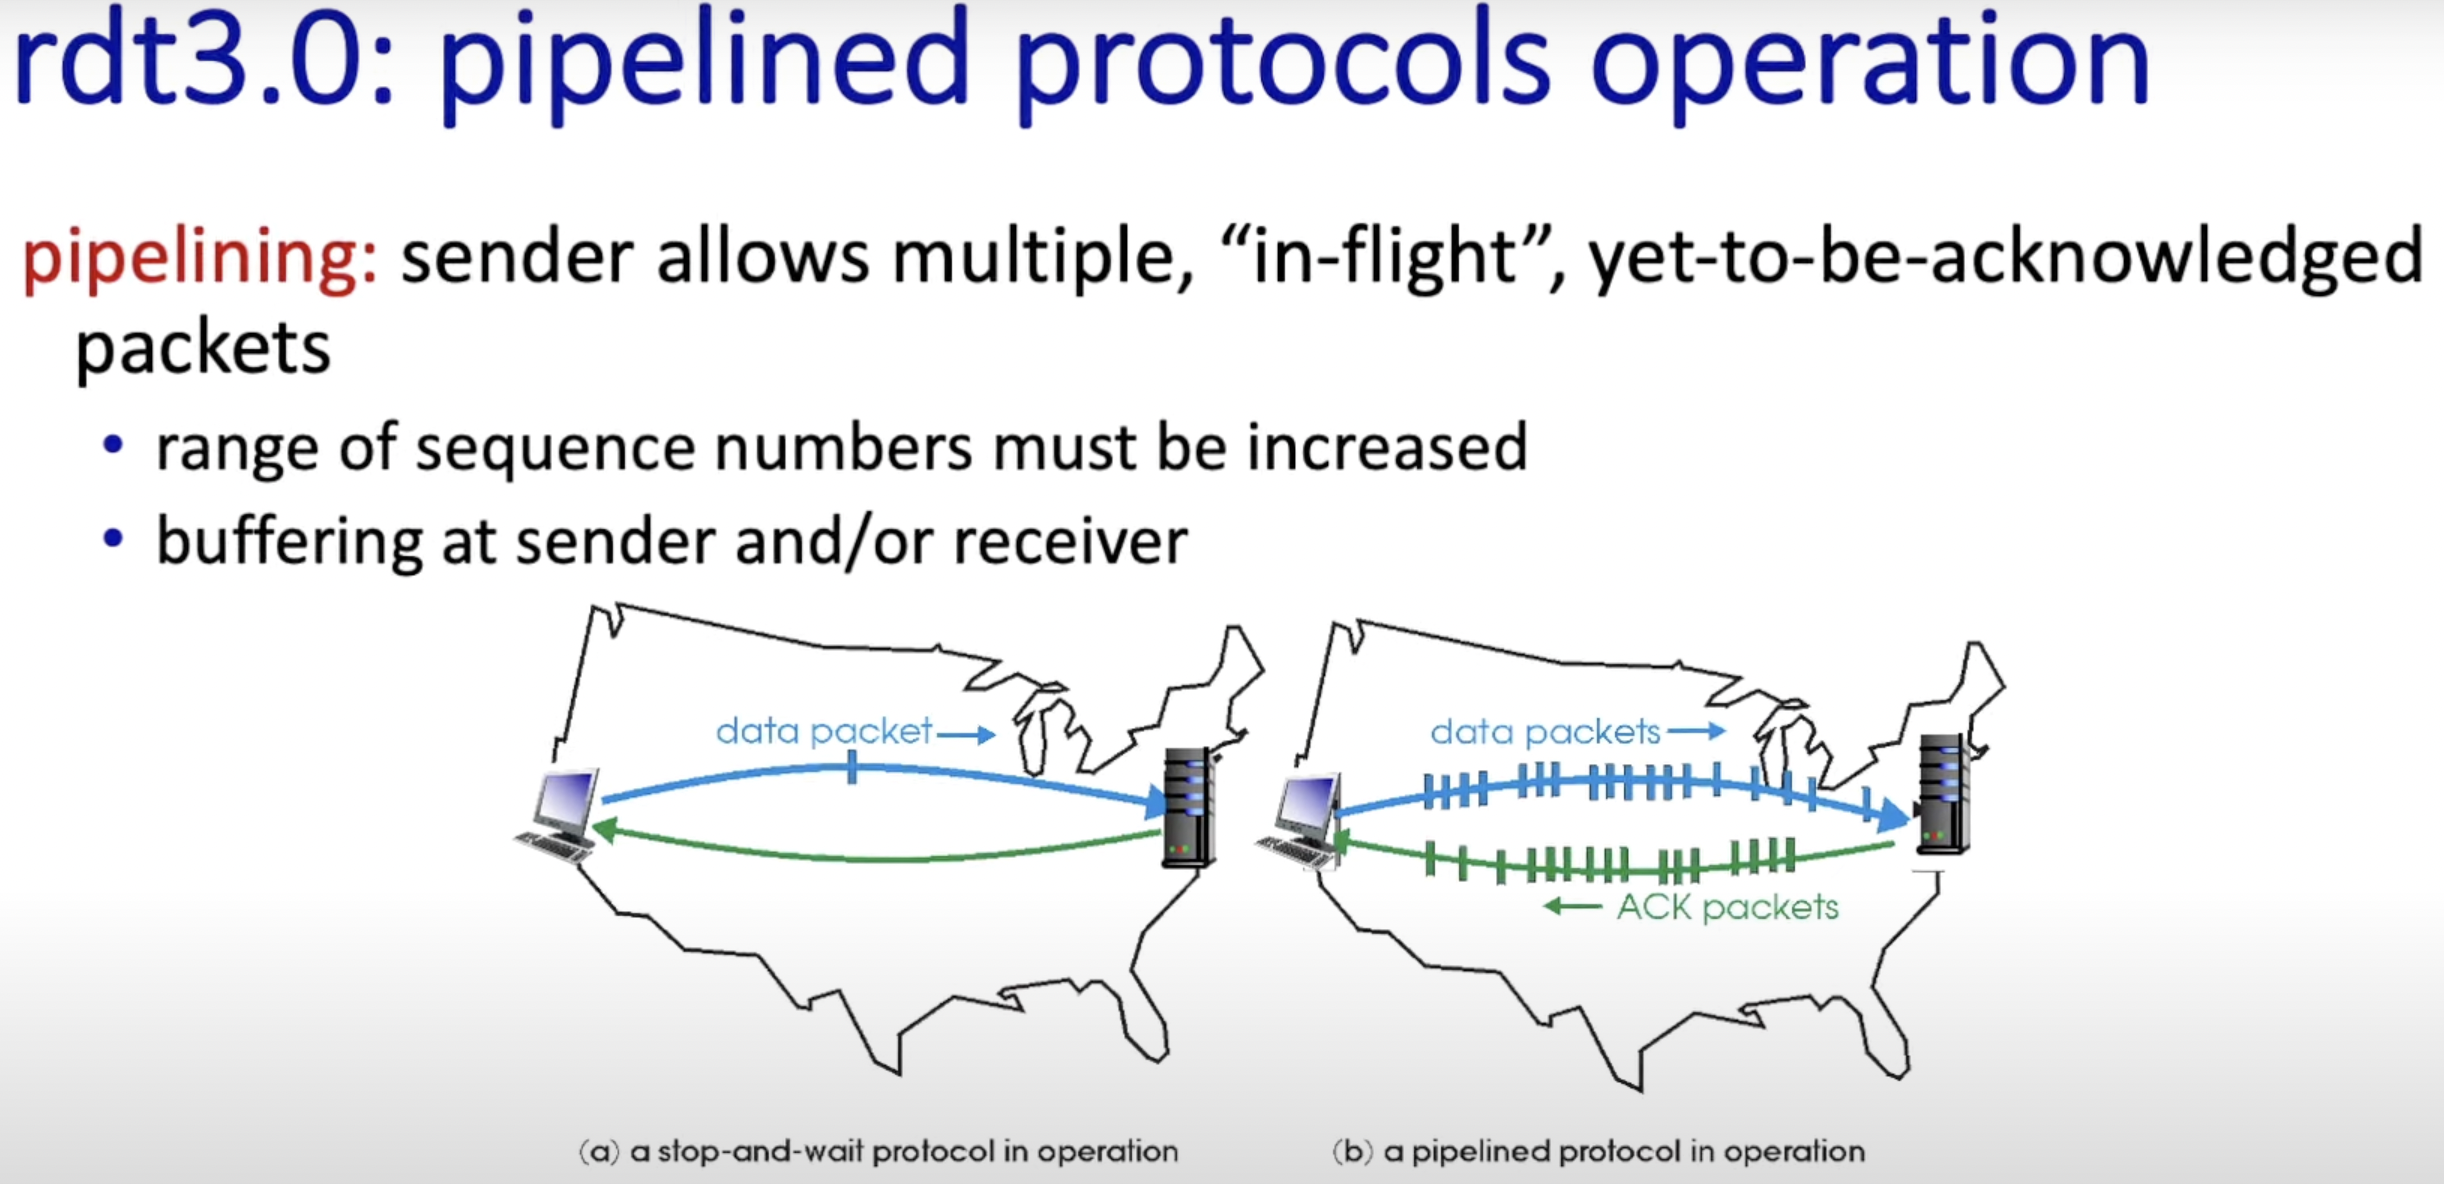 rdt3.0: pipelined protocols operation
pipelining: sender allows multiple, “in-flight”, yet-to-be-acknowledged
packets
• range of sequence numbers must be increased
• buffering at sender and/or receiver
data packet
data packets
ACK packets
(a) a stop-and-wait protocol in operation
(b) a pipelined protocol in operation